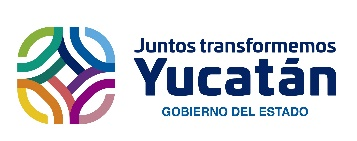 Juntos transformemos
Yucatán
GOBIERNO DEL ESTADO